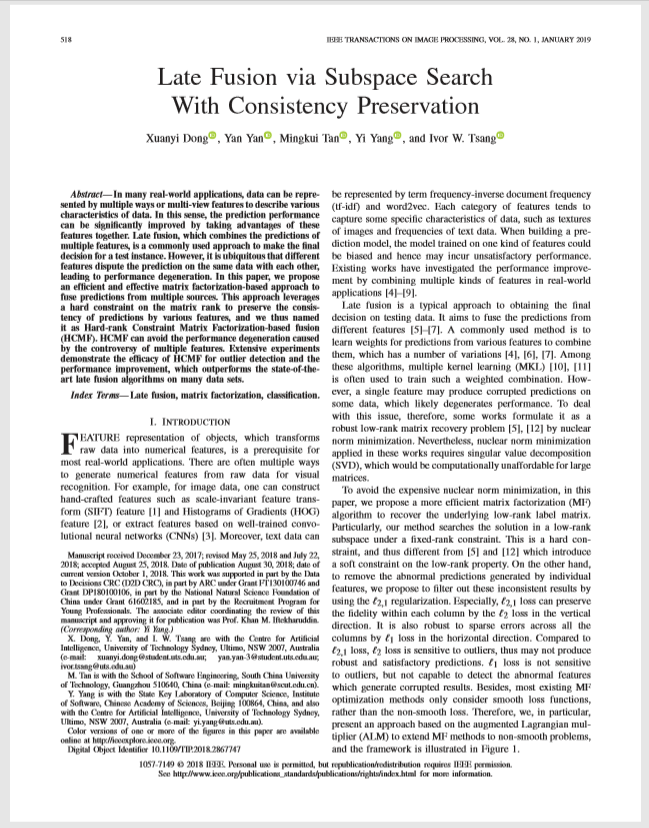 518
IEEE TRANSACTIONS ON IMAGE PROCESSING, VOL. 28, NO. 1, JANUARY 2019
Late Fusion via Subspace Search
With Consistency Preservation
Xuanyi Dong, Yan Yan, Mingkui Tan, Yi Yang, and Ivor W. Tsang
Abstract—In many real-world applications, data can be repre-
sented by multiple ways or multi-view features to describe various
characteristics of data. In this sense, the prediction performance
can be significantly improved by taking advantages of these
features together. Late fusion, which combines the predictions of
multiple features, is a commonly used approach to make the final
decision for a test instance. However, it is ubiquitous that different
features dispute the prediction on the same data with each other,
leading to performance degeneration. In this paper, we propose
an efficient and effective matrix factorization-based approach to
fuse predictions from multiple sources. This approach leverages
a hard constraint on the matrix rank to preserve the consis-
tency of predictions by various features, and we thus named
it as Hard-rank Constraint Matrix Factorization-based fusion
(HCMF). HCMF can avoid the performance degeneration caused
by the controversy of multiple features. Extensive experiments
demonstrate the efficacy of HCMF for outlier detection and the
performance improvement, which outperforms the state-of-the-
art late fusion algorithms on many data sets.
Index Terms—Late fusion, matrix factorization, classification.
I. INTRODUCTION
FEATURE representation of objects, which transforms
raw data into numerical features, is a prerequisite for
most real-world applications. There are often multiple ways
to generate numerical features from raw data for visual
recognition. For example, for image data, one can construct
hand-crafted features such as scale-invariant feature trans-
form (SIFT) feature [1] and Histograms of Gradients (HOG)
feature [2], or extract features based on well-trained convo-
lutional neural networks (CNNs) [3]. Moreover, text data can
Manuscript received December 23, 2017; revised May 25, 2018 and July 22,
2018; accepted August 25, 2018. Date of publication August 30, 2018; date of
current version October 1, 2018. This work was supported in part by the Data
to Decisions CRC (D2D CRC), in part by ARC under Grant FT130100746 and
Grant DP180100106, in part by the National Natural Science Foundation of
China under Grant 61602185, and in part by the Recruitment Program for
Young Professionals. The associate editor coordinating the review of this
manuscript and approving it for publication was Prof. Khan M. Iftekharuddin.
(Corresponding author: Yi Yang.)
X. Dong, Y. Yan, and I. W. Tsang are with the Centre for Artificial
Intelligence, University of Technology Sydney, Ultimo, NSW 2007, Australia
(e-mail: xuanyi.dong@student.uts.edu.au; yan.yan-3@student.uts.edu.au;
ivor.tsang@uts.edu.au)
M. Tan is with the School of Software Engineering, South China University
of Technology, Guangzhou 510640, China (e-mail: mingkuitan@scut.edu.cn).
Y. Yang is with the State Key Laboratory of Computer Science, Institute
of Software, Chinese Academy of Sciences, Beijing 100864, China, and also
with the Centre for Artificial Intelligence, University of Technology Sydney,
Ultimo, NSW 2007, Australia (e-mail: yi.yang@uts.edu.au).
Color versions of one or more of the figures in this paper are available
online at http://ieeexplore.ieee.org.
Digital Object Identifier 10.1109/TIP.2018.2867747
be represented by term frequency-inverse document frequency
(tf-idf) and word2vec. Each category of features tends to
capture some specific characteristics of data, such as textures
of images and frequencies of text data. When building a pre-
diction model, the model trained on one kind of features could
be biased and hence may incur unsatisfactory performance.
Existing works have investigated the performance improve-
ment by combining multiple kinds of features in real-world
applications [4]–[9].
Late fusion is a typical approach to obtaining the final
decision on testing data. It aims to fuse the predictions from
different features [5]–[7]. A commonly used method is to
learn weights for predictions from various features to combine
them, which has a number of variations [4], [6], [7]. Among
these algorithms, multiple kernel learning (MKL) [10], [11]
is often used to train such a weighted combination. How-
ever, a single feature may produce corrupted predictions on
some data, which likely degenerates performance. To deal
with this issue, therefore, some works formulate it as a
robust low-rank matrix recovery problem [5], [12] by nuclear
norm minimization. Nevertheless, nuclear norm minimization
applied in these works requires singular value decomposition
(SVD), which would be computationally unaffordable for large
matrices.
To avoid the expensive nuclear norm minimization, in this
paper, we propose a more efficient matrix factorization (MF)
algorithm to recover the underlying low-rank label matrix.
Particularly, our method searches the solution in a low-rank
subspace under a fixed-rank constraint. This is a hard con-
straint, and thus different from [5] and [12] which introduce
a soft constraint on the low-rank property. On the other hand,
to remove the abnormal predictions generated by individual
features, we propose to filter out these inconsistent results by
using the ℓ2,1 regularization. Especially, ℓ2,1 loss can preserve
the fidelity within each column by the ℓ2 loss in the vertical
direction. It is also robust to sparse errors across all the
columns by ℓ1 loss in the horizontal direction. Compared to
ℓ2,1 loss, ℓ2 loss is sensitive to outliers, thus may not produce
robust and satisfactory predictions. ℓ1 loss is not sensitive
to outliers, but not capable to detect the abnormal features
which generate corrupted results. Besides, most existing MF
optimization methods only consider smooth loss functions,
rather than the non-smooth loss. Therefore, we, in particular,
present an approach based on the augmented Lagrangian mul-
tiplier (ALM) to extend MF methods to non-smooth problems,
and the framework is illustrated in Figure 1.
1057-7149 © 2018 IEEE. Personal use is permitted, but republication/redistribution requires IEEE permission.
See http://www.ieee.org/publications_standards/publications/rights/index.html for more information.